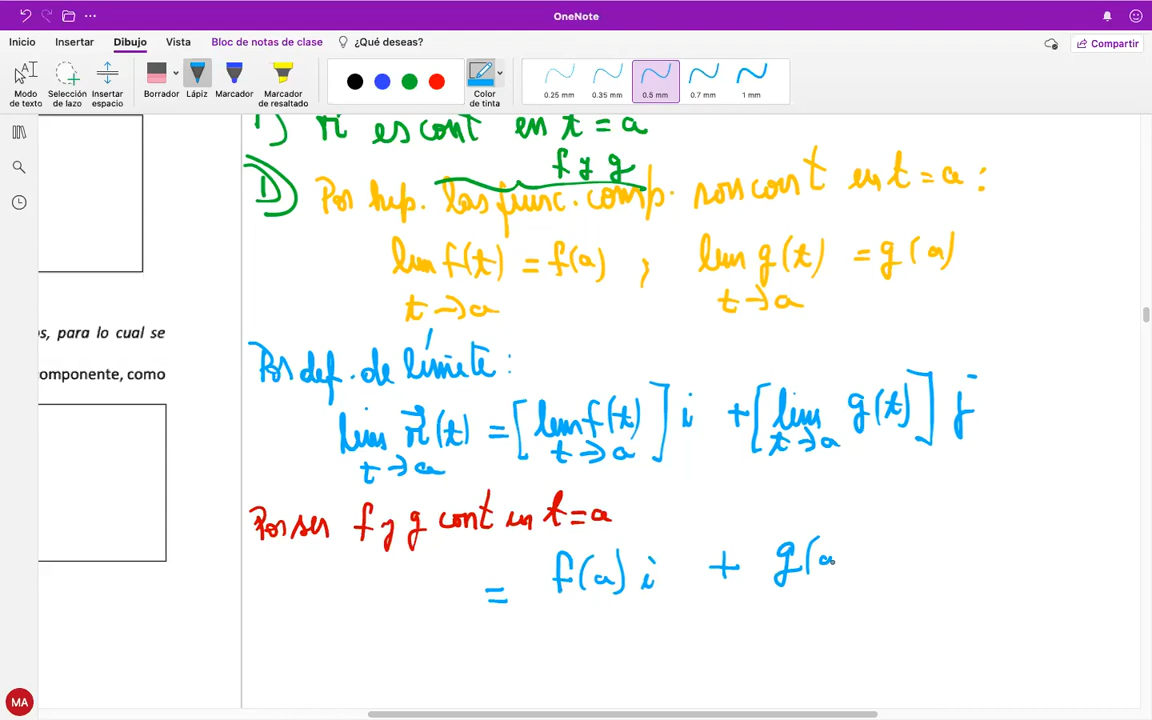 OneNote
Inicio Insertar Dibujo Vista Bloc de notas de clase ¿Qué deseas?
Compartir
Modo de texto Selección de lazo Insertar espacio Borrador Lápiz Marcador Marcador de resaltado Color de tinta 0.25 mm 0.35 mm 0.5 mm 0.7 mm 1 mm
es cont en t = a
f y g
D) Por hip. las func. comp. son cont en t = a :
lim f(t) = f(a) ; lim g(t) = g(a)
t→a t→a
os, para lo cual se
Por def. de límite :
componente, como
lim r⃗(t) = [lim f(t)] i + [lim g(t)] j
t→a t→a t→a
Por ser f y g cont en t = a
= f(a) i + g(a
MA